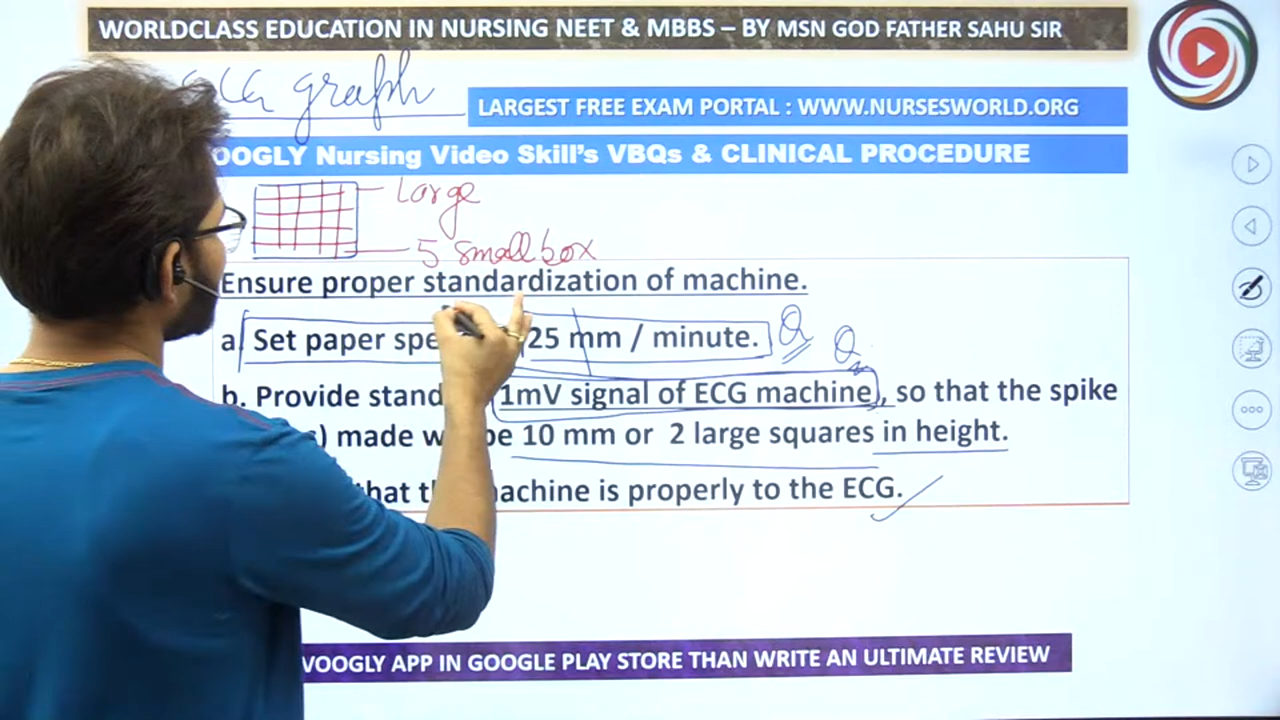 WORLDCLASS EDUCATION IN NURSING NEET & MBBS – BY MSN GOD FATHER SAHU SIR
graph
LARGEST FREE EXAM PORTAL : WWW.NURSESWORLD.ORG
OOGLY Nursing Video Skill's VBQs & CLINICAL PROCEDURE
Large
5 small box
Ensure proper standardization of machine.
a. Set paper spe 25 mm / minute. Q
Q
b. Provide stand 1mV signal of ECG machine, so that the spike
s) made w be 10 mm or 2 large squares in height.
hat th machine is properly to the ECG.
VOOGLY APP IN GOOGLE PLAY STORE THAN WRITE AN ULTIMATE REVIEW